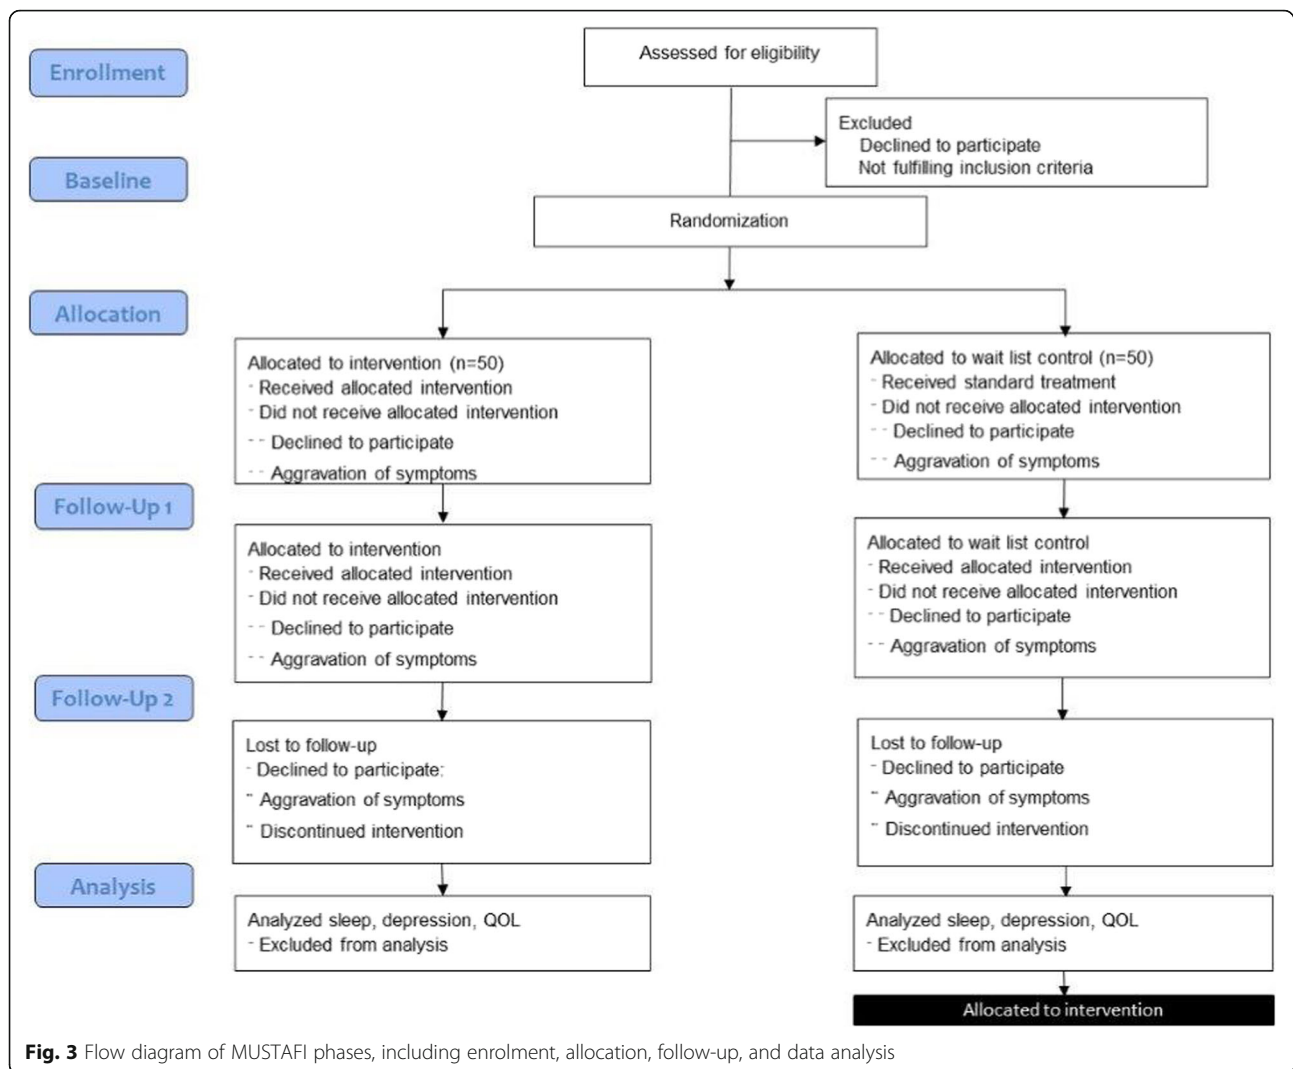 Enrollment
Assessed for eligibility
Excluded
Declined to participate
Not fulfilling inclusion criteria
Baseline
Randomization
Allocation
Allocated to intervention (n=50)
- Received allocated intervention
- Did not receive allocated intervention
- - Declined to participate
- - Aggravation of symptoms
Allocated to wait list control (n=50)
- Received standard treatment
- Did not receive allocated intervention
- - Declined to participate
- - Aggravation of symptoms
Follow-Up 1
Allocated to intervention
- Received allocated intervention
- Did not receive allocated intervention
- - Declined to participate
- - Aggravation of symptoms
Allocated to wait list control
- Received allocated intervention
- Did not receive allocated intervention
- - Declined to participate
- - Aggravation of symptoms
Follow-Up 2
Lost to follow-up
- Declined to participate:
- Aggravation of symptoms
- Discontinued intervention
Lost to follow-up
- Declined to participate
- Aggravation of symptoms
- Discontinued intervention
Analysis
Analyzed sleep, depression, QOL
- Excluded from analysis
Analyzed sleep, depression, QOL
- Excluded from analysis
Allocated to intervention
Fig. 3 Flow diagram of MUSTAFI phases, including enrolment, allocation, follow-up, and data analysis